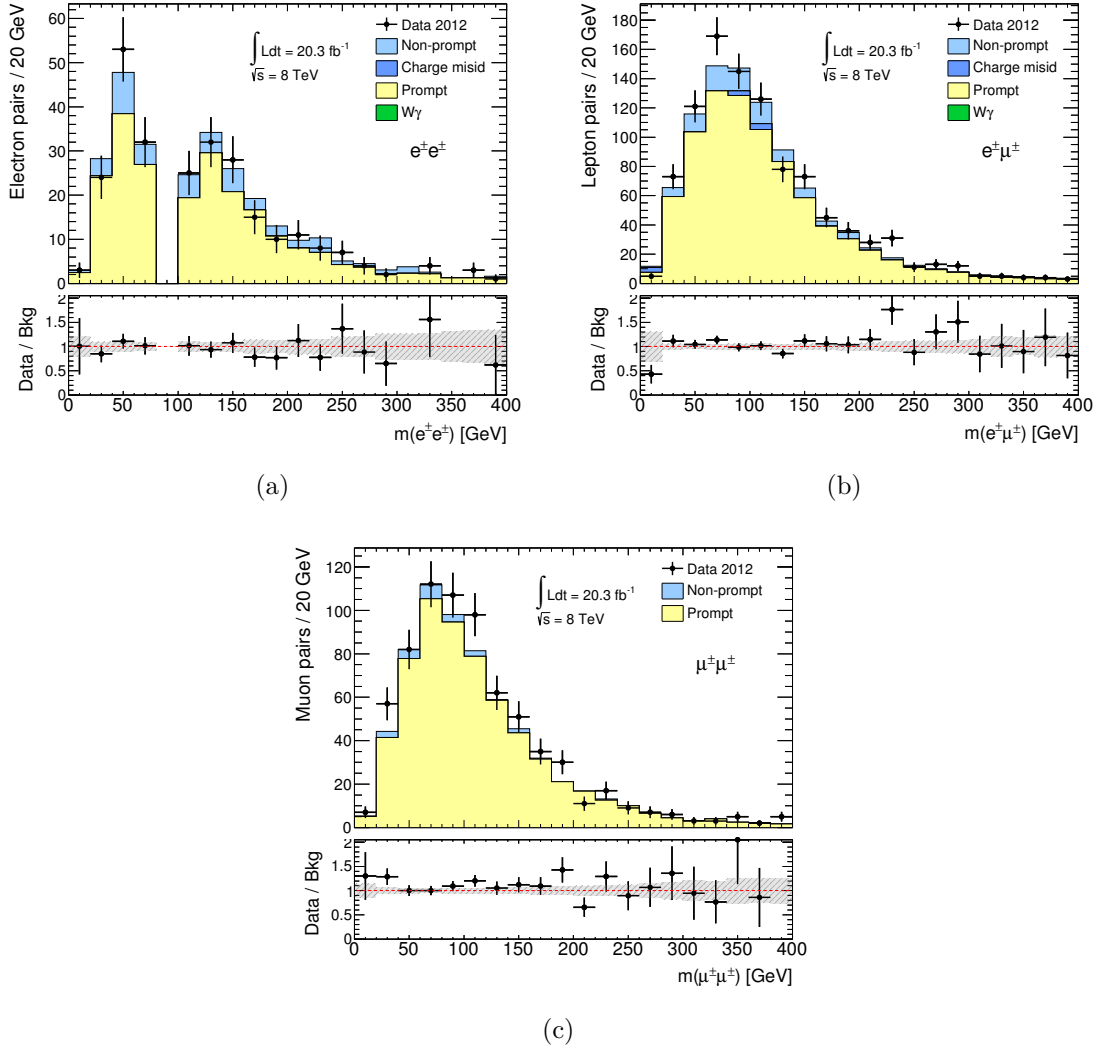 Electron pairs / 20 GeV
60
50
40
30
20
10
0
∫ Ldt = 20.3 fb⁻¹
√s = 8 TeV
Data 2012
Non-prompt
Charge misid
Prompt
Wγ
e±e±
Data / Bkg
2
1.5
1
0.5
0
0 50 100 150 200 250 300 350 400
m(e±e±) [GeV]
(a)
Lepton pairs / 20 GeV
180
160
140
120
100
80
60
40
20
0
∫ Ldt = 20.3 fb⁻¹
√s = 8 TeV
Data 2012
Non-prompt
Charge misid
Prompt
Wγ
e±μ±
Data / Bkg
2
1.5
1
0.5
0
0 50 100 150 200 250 300 350 400
m(e±μ±) [GeV]
(b)
Muon pairs / 20 GeV
120
100
80
60
40
20
0
∫ Ldt = 20.3 fb⁻¹
√s = 8 TeV
Data 2012
Non-prompt
Prompt
μ±μ±
Data / Bkg
2
1.5
1
0.5
0
0 50 100 150 200 250 300 350 400
m(μ±μ±) [GeV]
(c)